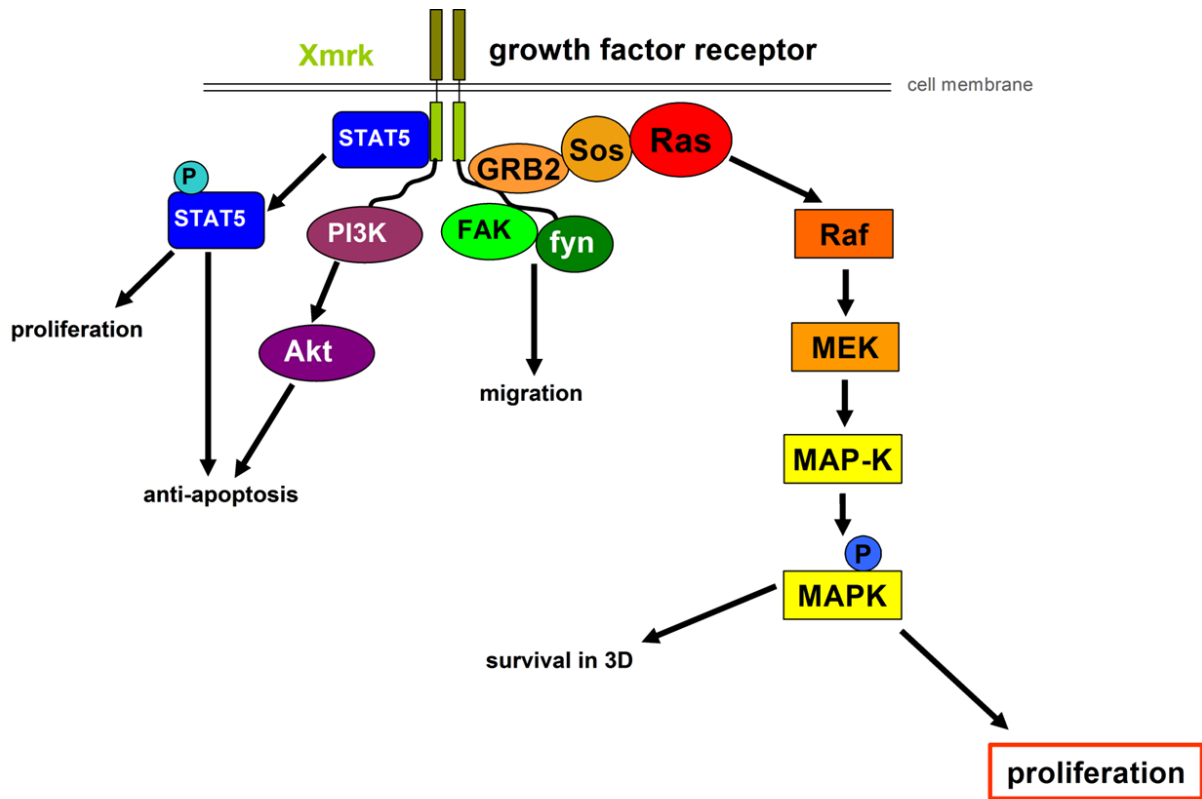 Xmrk
growth factor receptor
cell membrane
STAT5
GRB2
Sos
Ras
P
STAT5
PI3K
FAK
fyn
Raf
proliferation
Akt
MEK
migration
MAP-K
anti-apoptosis
P
MAPK
survival in 3D
proliferation